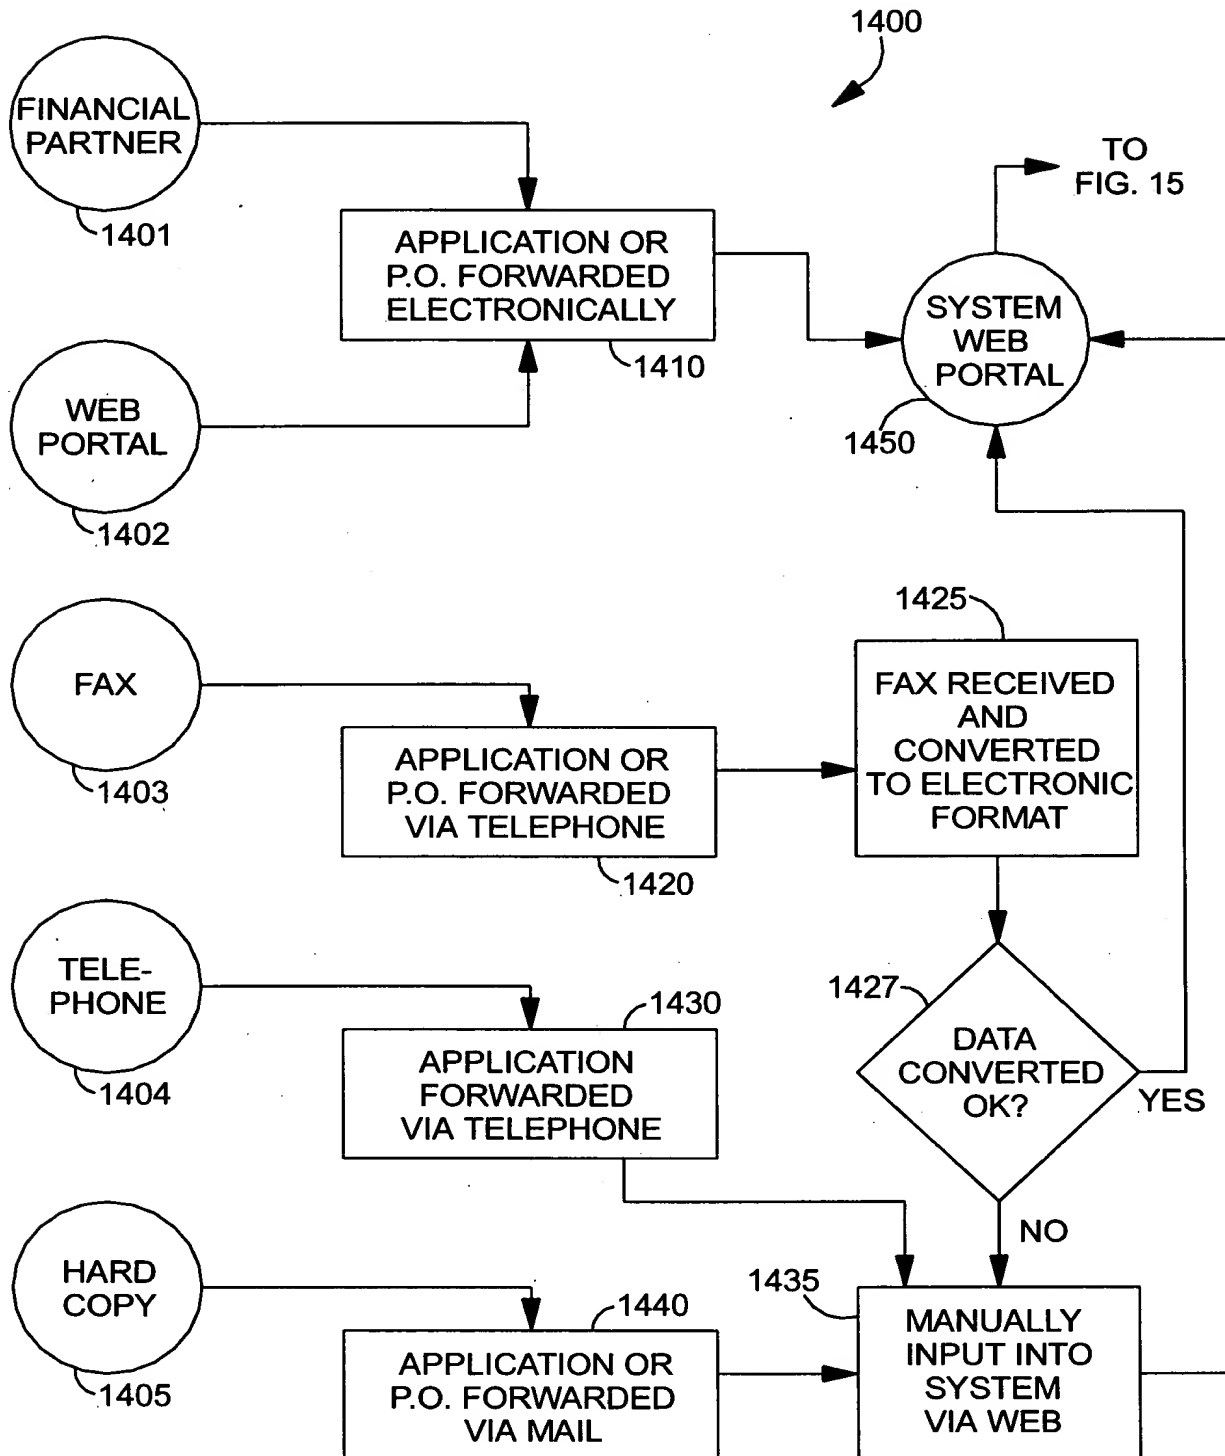 1400
FINANCIAL
PARTNER
1401
TO
FIG. 15
APPLICATION OR
P.O. FORWARDED
ELECTRONICALLY
1410
SYSTEM
WEB
PORTAL
1450
WEB
PORTAL
1402
FAX
1403
APPLICATION OR
P.O. FORWARDED
VIA TELEPHONE
1420
1425
FAX RECEIVED
AND
CONVERTED
TO ELECTRONIC
FORMAT
TELE-
PHONE
1404
1430
APPLICATION
FORWARDED
VIA TELEPHONE
1427
DATA
CONVERTED
OK?
YES
NO
HARD
COPY
1405
1440
APPLICATION OR
P.O. FORWARDED
VIA MAIL
1435
MANUALLY
INPUT INTO
SYSTEM
VIA WEB